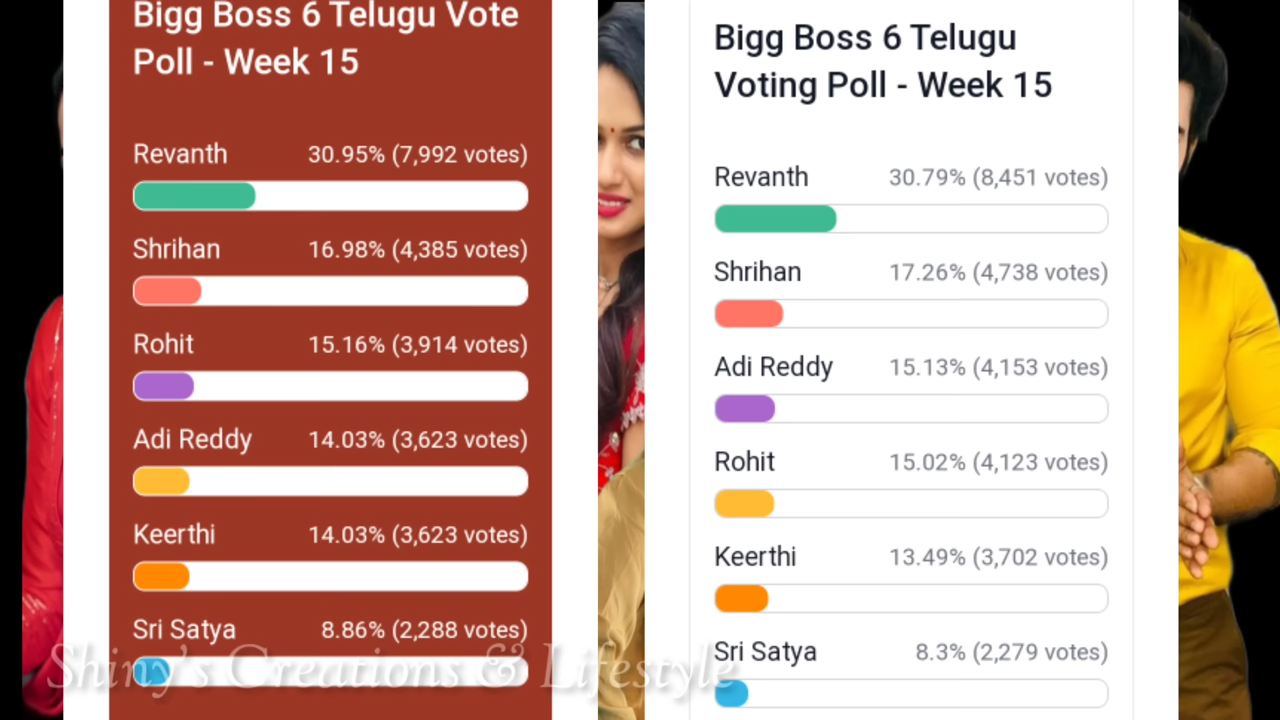 Bigg Boss 6 Telugu Vote
Poll - Week 15
Revanth 30.95% (7,992 votes)
Shrihan 16.98% (4,385 votes)
Rohit 15.16% (3,914 votes)
Adi Reddy 14.03% (3,623 votes)
Keerthi 14.03% (3,623 votes)
Sri Satya 8.86% (2,288 votes)
Bigg Boss 6 Telugu
Voting Poll - Week 15
Revanth 30.79% (8,451 votes)
Shrihan 17.26% (4,738 votes)
Adi Reddy 15.13% (4,153 votes)
Rohit 15.02% (4,123 votes)
Keerthi 13.49% (3,702 votes)
Sri Satya 8.3% (2,279 votes)
Shiny's Creations & Lifestyle